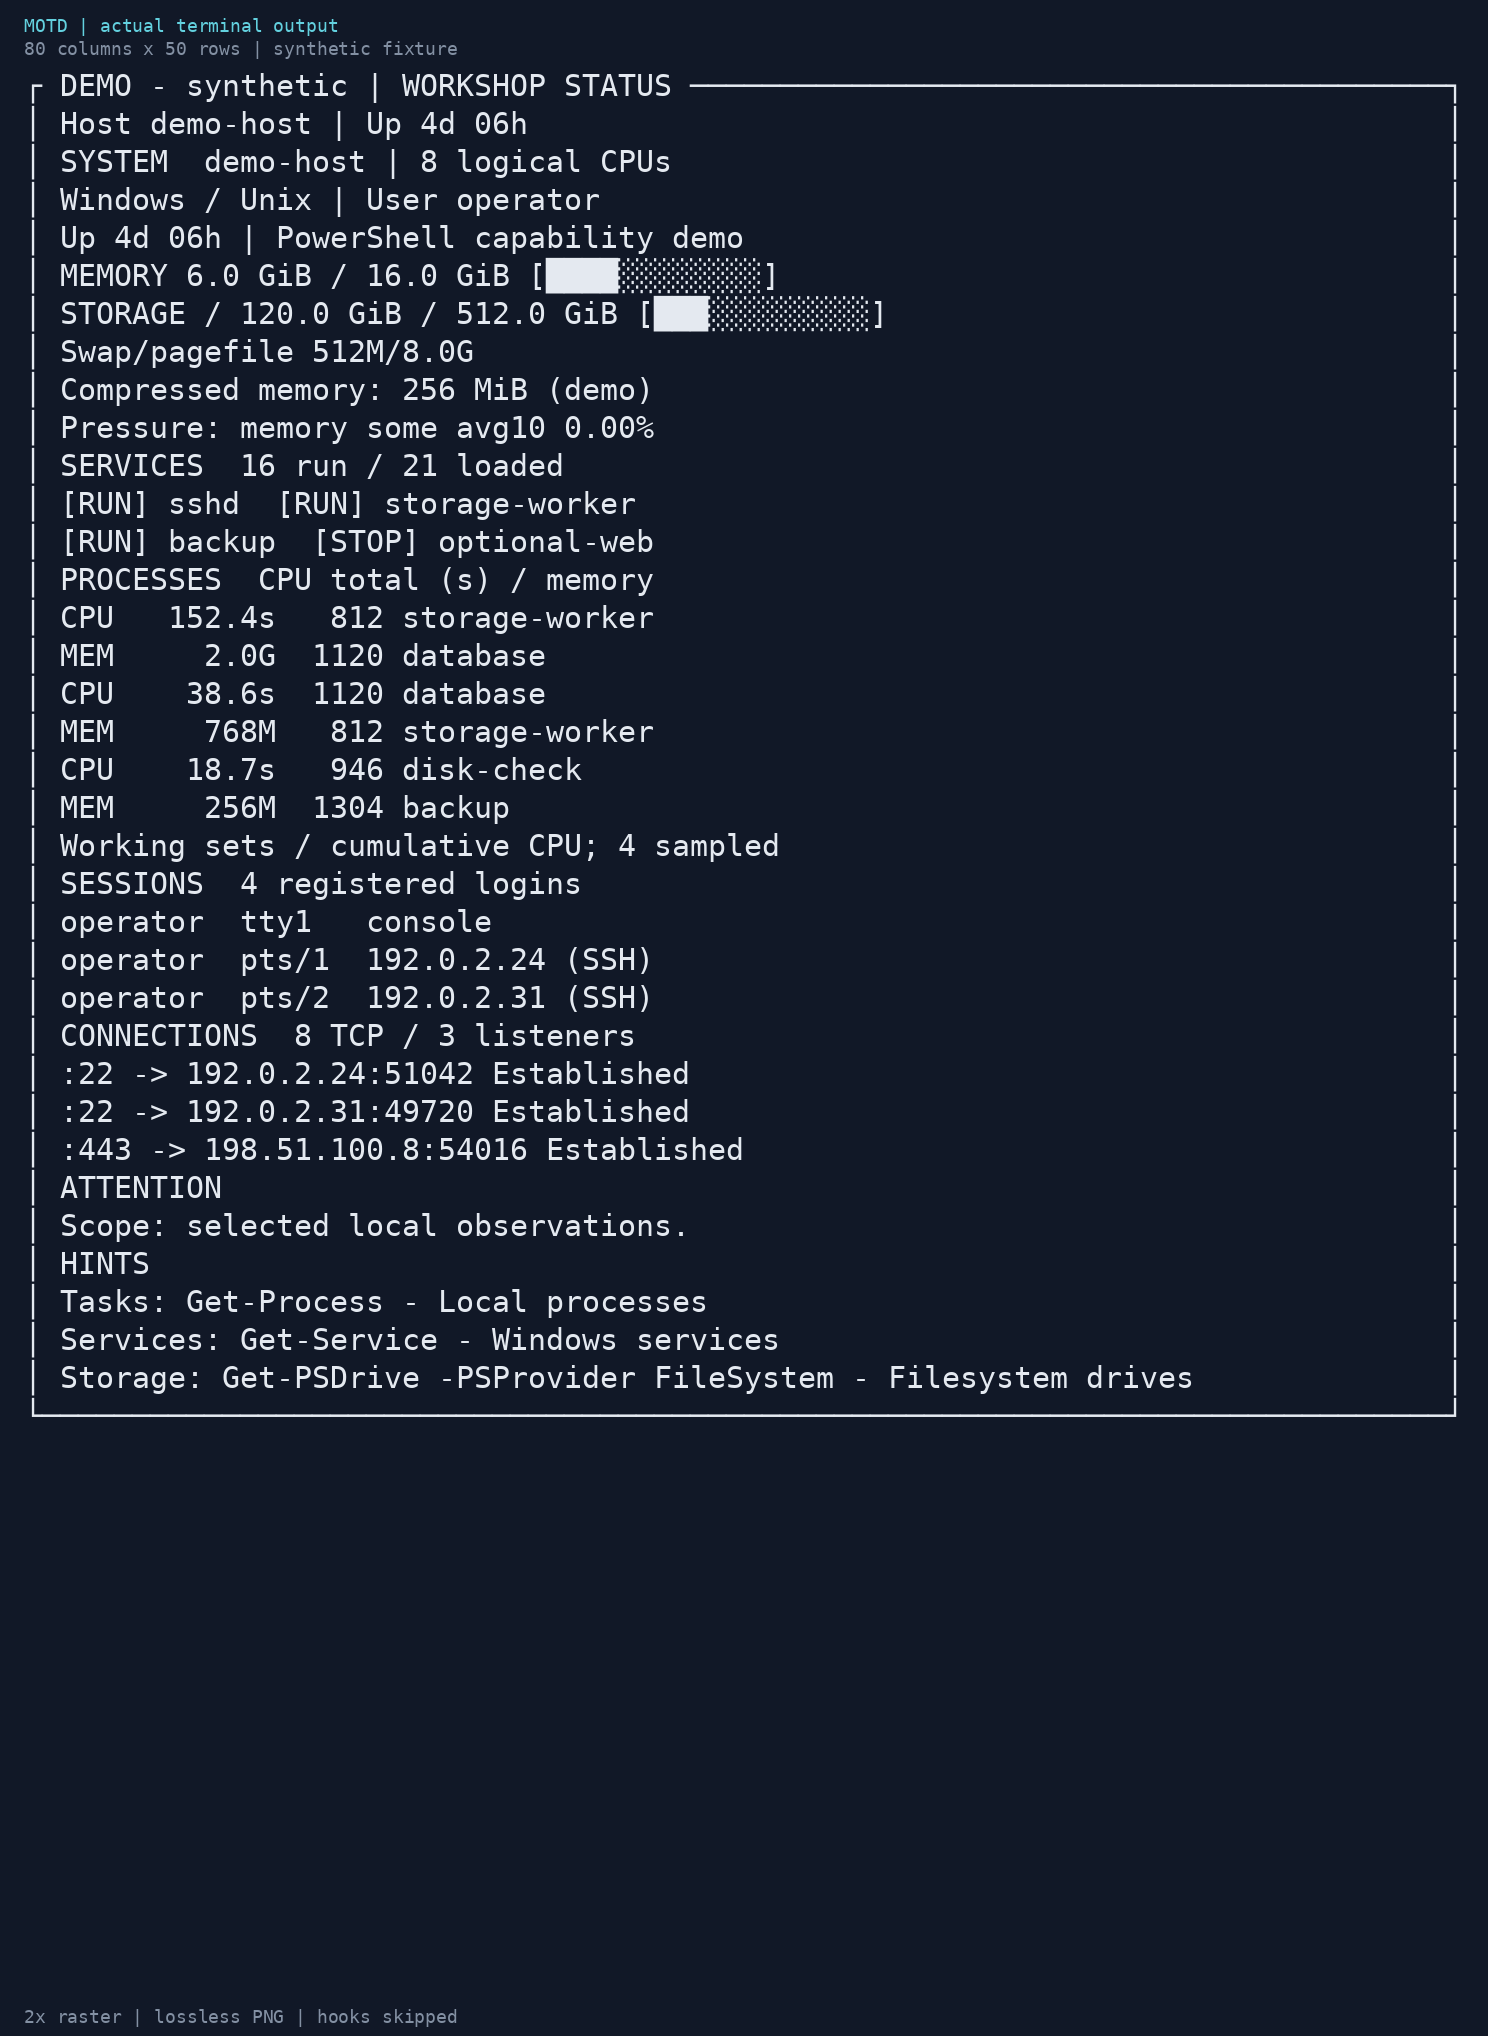 MOTD | actual terminal output
80 columns x 50 rows | synthetic fixture
┌ DEMO - synthetic | WORKSHOP STATUS ──────────────────────────────────────────┐
│ Host demo-host | Up 4d 06h
│ SYSTEM  demo-host | 8 logical CPUs
│ Windows / Unix | User operator
│ Up 4d 06h | PowerShell capability demo
│ MEMORY 6.0 GiB / 16.0 GiB [████░░░░░░░░]
│ STORAGE / 120.0 GiB / 512.0 GiB [███░░░░░░░░░]
│ Swap/pagefile 512M/8.0G
│ Compressed memory: 256 MiB (demo)
│ Pressure: memory some avg10 0.00%
│ SERVICES  16 run / 21 loaded
│ [RUN] sshd  [RUN] storage-worker
│ [RUN] backup  [STOP] optional-web
│ PROCESSES  CPU total (s) / memory
│ CPU   152.4s   812 storage-worker
│ MEM     2.0G  1120 database
│ CPU    38.6s  1120 database
│ MEM     768M   812 storage-worker
│ CPU    18.7s   946 disk-check
│ MEM     256M  1304 backup
│ Working sets / cumulative CPU; 4 sampled
│ SESSIONS  4 registered logins
│ operator  tty1   console
│ operator  pts/1  192.0.2.24 (SSH)
│ operator  pts/2  192.0.2.31 (SSH)
│ CONNECTIONS  8 TCP / 3 listeners
│ :22 -> 192.0.2.24:51042 Established
│ :22 -> 192.0.2.31:49720 Established
│ :443 -> 198.51.100.8:54016 Established
│ ATTENTION
│ Scope: selected local observations.
│ HINTS
│ Tasks: Get-Process - Local processes
│ Services: Get-Service - Windows services
│ Storage: Get-PSDrive -PSProvider FileSystem - Filesystem drives
└──────────────────────────────────────────────────────────────────────────────┘
2x raster | lossless PNG | hooks skipped